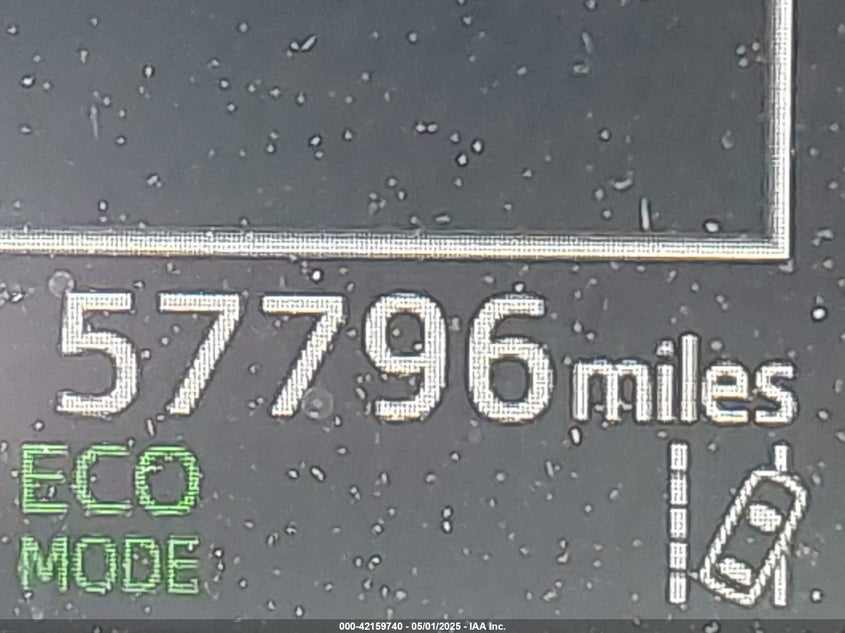 57796 miles
ECO
MODE
000-42159740 - 05/01/2025 - IAA Inc.